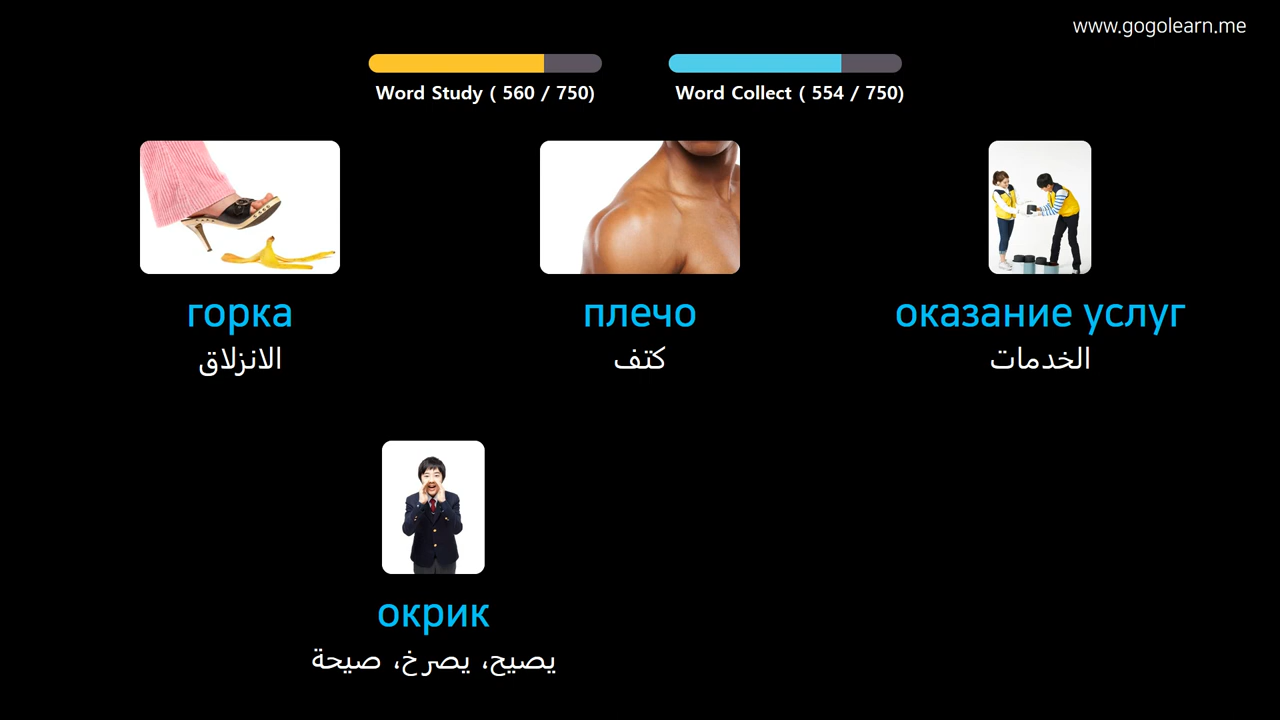 www.gogolearn.me
Word Study ( 560 / 750)
Word Collect ( 554 / 750)
горка
плечо
оказание услуг
الانزلاق
كتف
الخدمات
окрик
يصيح، يصرخ، صيحة